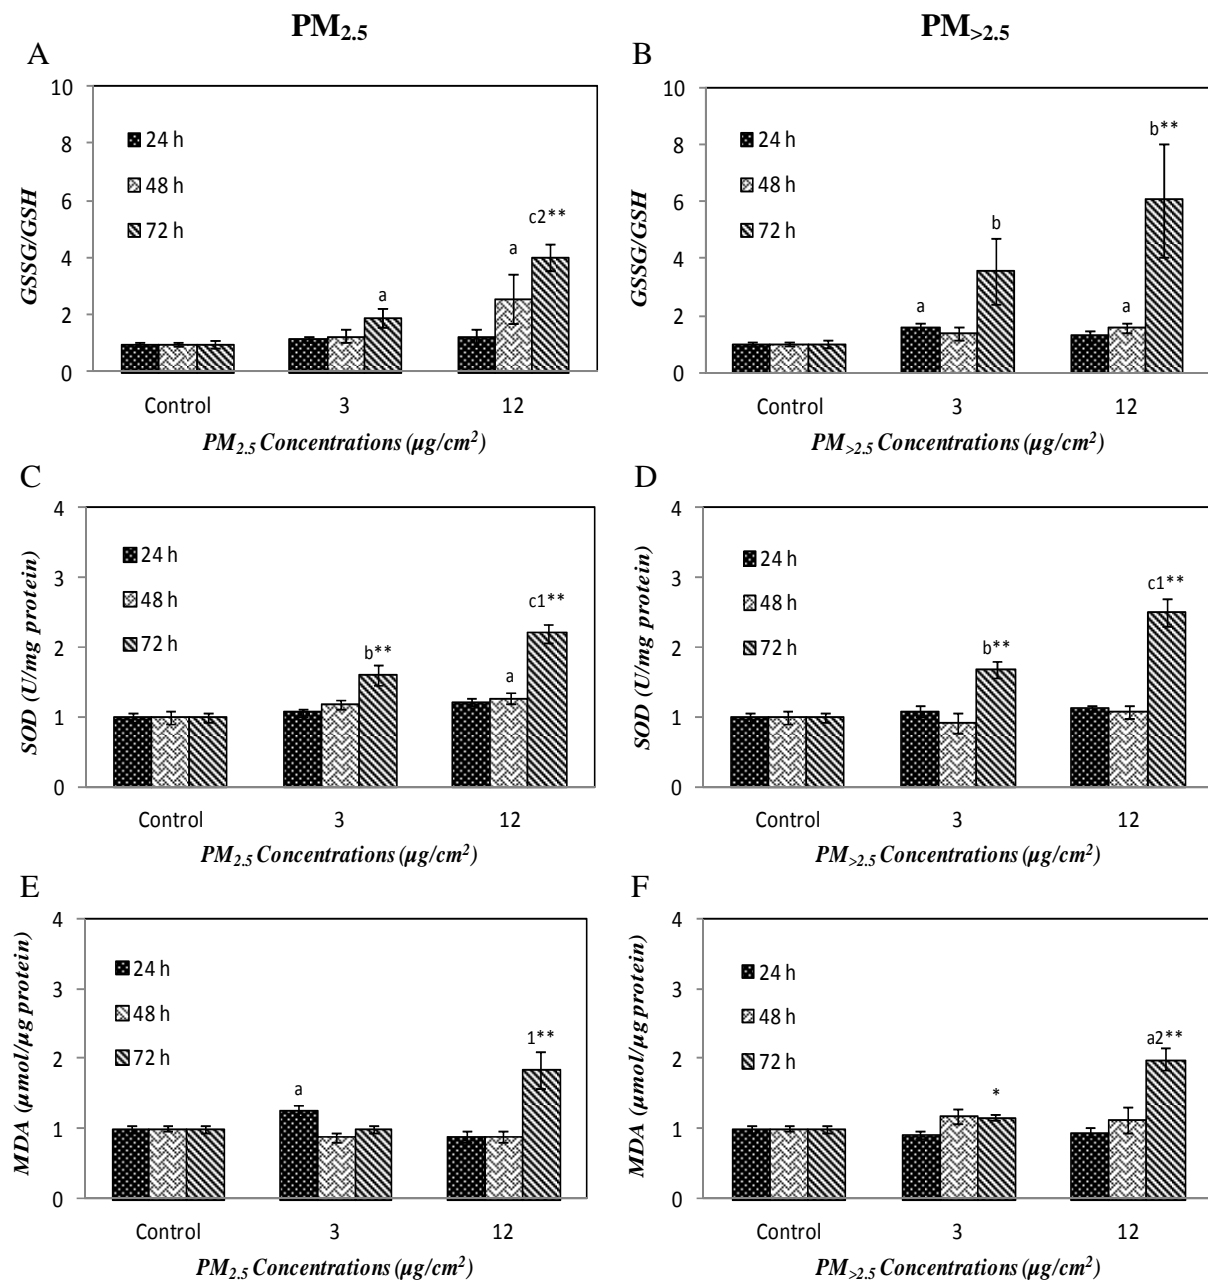 PM2.5
PM>2.5
A
10
8
6
4
2
0
GSSG/GSH
24 h
48 h
72 h
a
a
c2**
Control 3 12
PM2.5 Concentrations (µg/cm2)
B
10
8
6
4
2
0
GSSG/GSH
24 h
48 h
72 h
a
b
a
b**
Control 3 12
PM>2.5 Concentrations (µg/cm2)
C
4
3
2
1
0
SOD (U/mg protein)
24 h
48 h
72 h
b**
a
c1**
Control 3 12
PM2.5 Concentrations (µg/cm2)
D
4
3
2
1
0
SOD (U/mg protein)
24 h
48 h
72 h
b**
c1**
Control 3 12
PM>2.5 Concentrations (µg/cm2)
E
4
3
2
1
0
MDA (µmol/µg protein)
24 h
48 h
72 h
a
1**
Control 3 12
PM2.5 Concentrations (µg/cm2)
F
4
3
2
1
0
MDA (µmol/µg protein)
24 h
48 h
72 h
*
a2**
Control 3 12
PM>2.5 Concentrations (µg/cm2)